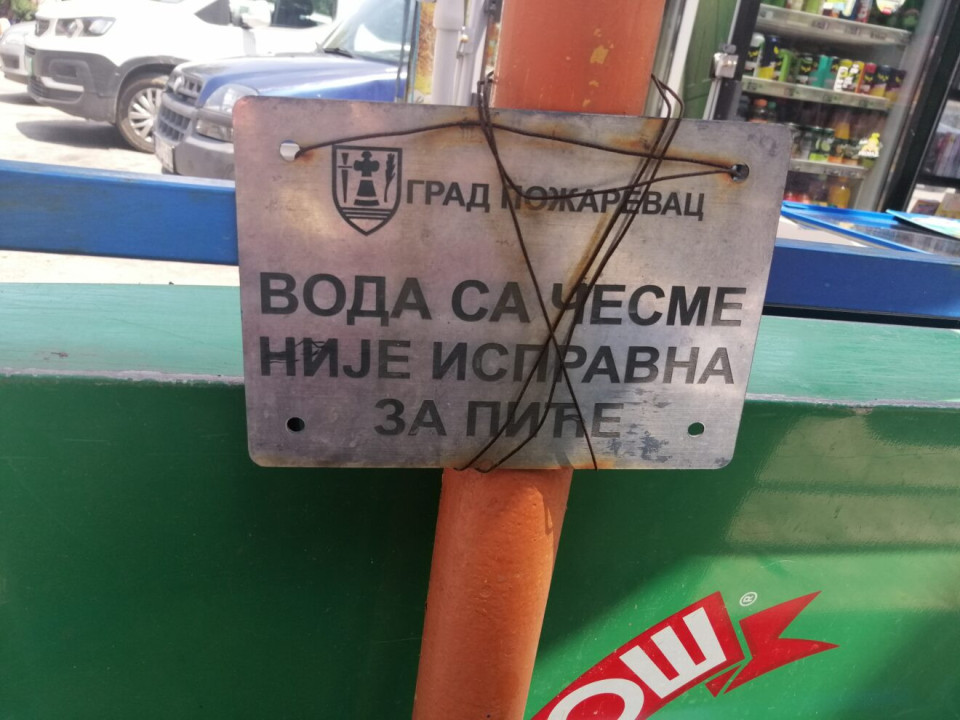 ГРАД ПОЖАРЕВАЦ
ВОДА СА ЧЕСМЕ
НИЈЕ ИСПРАВНА
ЗА ПИЋЕ
®